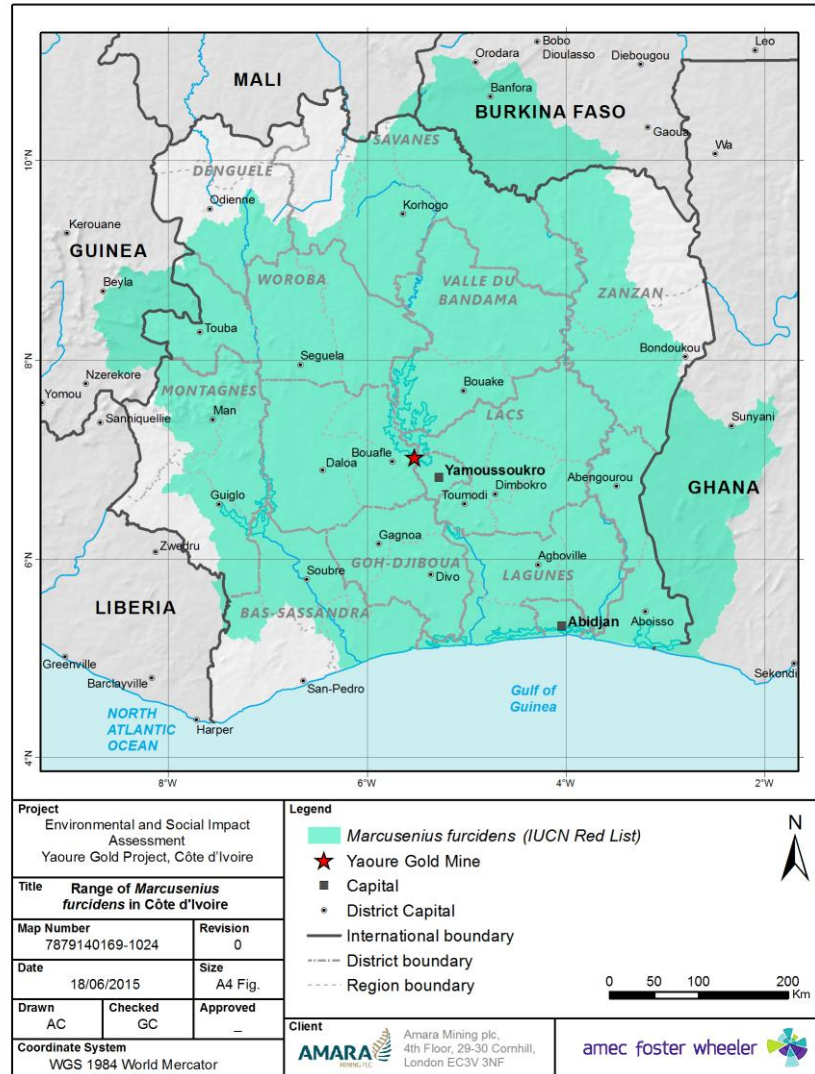 MALI
BURKINA FASO
GUINEA
LIBERIA
GHANA
Orodara
Bobo
Dioulasso
Diebougou
Leo
Banfora
Gaoua
Wa
10°N
10°N
SAVANES
DENGUELE
Odienne
Korhogo
Kerouane
Beyla
WOROBA
VALLE DU
BANDAMA
ZANZAN
Touba
Bondoukou
8°N
8°N
Seguela
Nzerekore
Yomou
MONTAGNES
Bouake
Sanniquellie
Man
LACS
Sunyani
Bouafle
Daloa
Yamoussoukro
Dimbokro
Abengourou
Toumodi
Guiglo
6°N
6°N
Zwedru
Gagnoa
Agboville
GOH-DJIBOUA
Soubre
Divo
LAGUNES
BAS-SASSANDRA
Abidjan
Aboisso
Greenville
Barclayville
San-Pedro
Sekondi
NORTH
ATLANTIC
OCEAN
Harper
Gulf of
Guinea
4°N
4°N
8°W
6°W
4°W
2°W
Project
Environmental and Social Impact
Assessment
Yaoure Gold Project, Côte d'Ivoire
Title Range of Marcusenius
furcidens in Côte d'Ivoire
Map Number
7879140169-1024
Revision
0
Date
18/06/2015
Size
A4 Fig.
Drawn
AC
Checked
GC
Approved
_
Coordinate System
WGS 1984 World Mercator
Legend
Marcusenius furcidens (IUCN Red List)
Yaoure Gold Mine
Capital
District Capital
International boundary
District boundary
Region boundary
N
0 50 100 200
Km
Client
AMARA
MINING PLC
Amara Mining plc,
4th Floor, 29-30 Cornhill,
London EC3V 3NF
amec foster wheeler